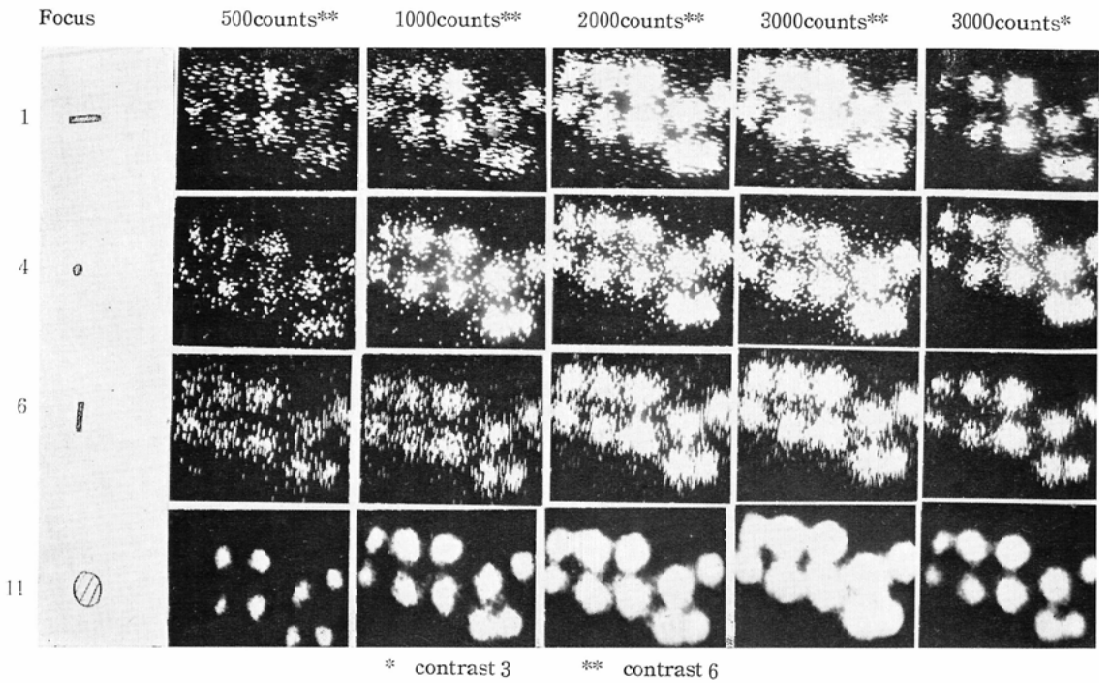 Focus 500counts** 1000counts** 2000counts** 3000counts** 3000counts*
1
4
6
11
* contrast 3 ** contrast 6